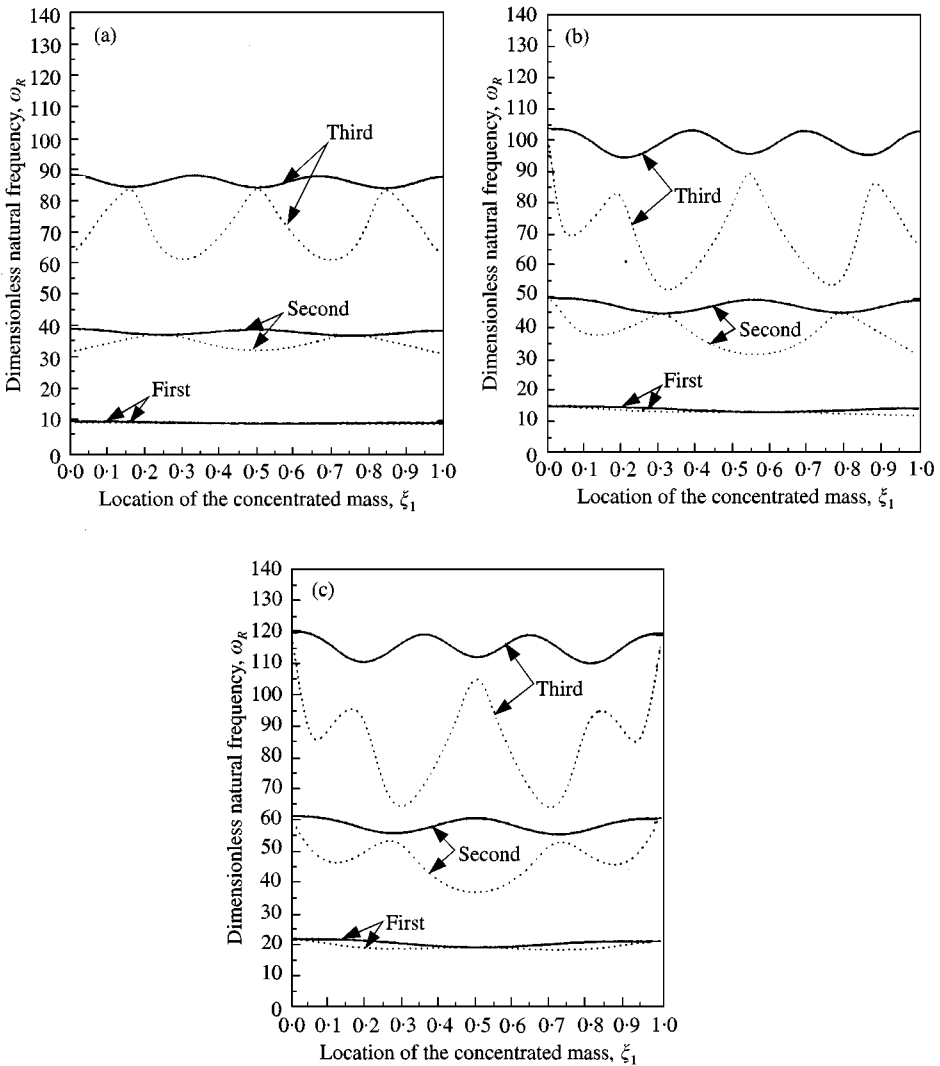 (a)
140
130
120
110
100
90
80
70
60
50
40
30
20
10
0
Dimensionless natural frequency, ω_R
Third
Second
First
0·0 0·1 0·2 0·3 0·4 0·5 0·6 0·7 0·8 0·9 1·0
Location of the concentrated mass, ξ₁
(b)
140
130
120
110
100
90
80
70
60
50
40
30
20
10
0
Dimensionless natural frequency, ω_R
Third
Second
First
0·0 0·1 0·2 0·3 0·4 0·5 0·6 0·7 0·8 0·9 1·0
Location of the concentrated mass, ξ₁
(c)
140
130
120
110
100
90
80
70
60
50
40
30
20
10
0
Dimensionless natural frequency, ω_R
Third
Second
First
0·0 0·1 0·2 0·3 0·4 0·5 0·6 0·7 0·8 0·9 1·0
Location of the concentrated mass, ξ₁